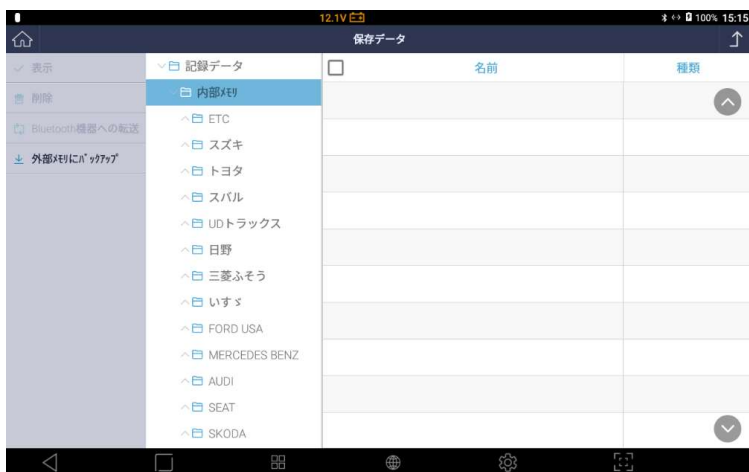 12.1V
100% 15:15
保存データ
表示
削除
Bluetooth機器への転送
外部ﾒﾓﾘにﾊﾞｯｸｱｯﾌﾟ
記録データ
内部ﾒﾓﾘ
ETC
スズキ
トヨタ
スバル
UDトラックス
日野
三菱ふそう
いすゞ
FORD USA
MERCEDES BENZ
AUDI
SEAT
SKODA
名前
種類